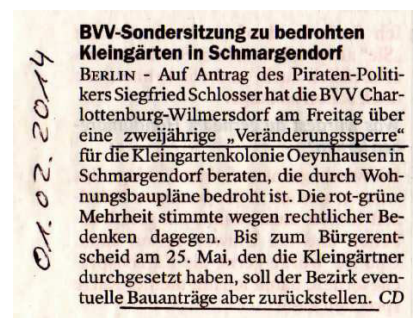 01.02.2014
BVV-Sondersitzung zu bedrohten
Kleingärten in Schmargendorf
BERLIN - Auf Antrag des Piraten-Politi-
kers Siegfried Schlosser hat die BVV Char-
lottenburg-Wilmersdorf am Freitag über
eine zweijährige „Veränderungssperre"
für die Kleingartenkolonie Oeynhausen in
Schmargendorf beraten, die durch Woh-
nungsbaupläne bedroht ist. Die rot-grüne
Mehrheit stimmte wegen rechtlicher Be-
denken dagegen. Bis zum Bürgerent-
scheid am 25. Mai, den die Kleingärtner
durchgesetzt haben, soll der Bezirk even-
tuelle Bauanträge aber zurückstellen. CD